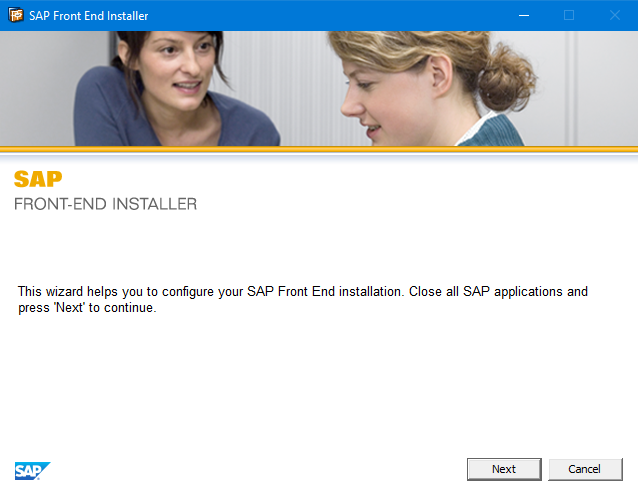 SAP Front End Installer
SAP
FRONT-END INSTALLER
This wizard helps you to configure your SAP Front End installation. Close all SAP applications and
press 'Next' to continue.
SAP
Next
Cancel